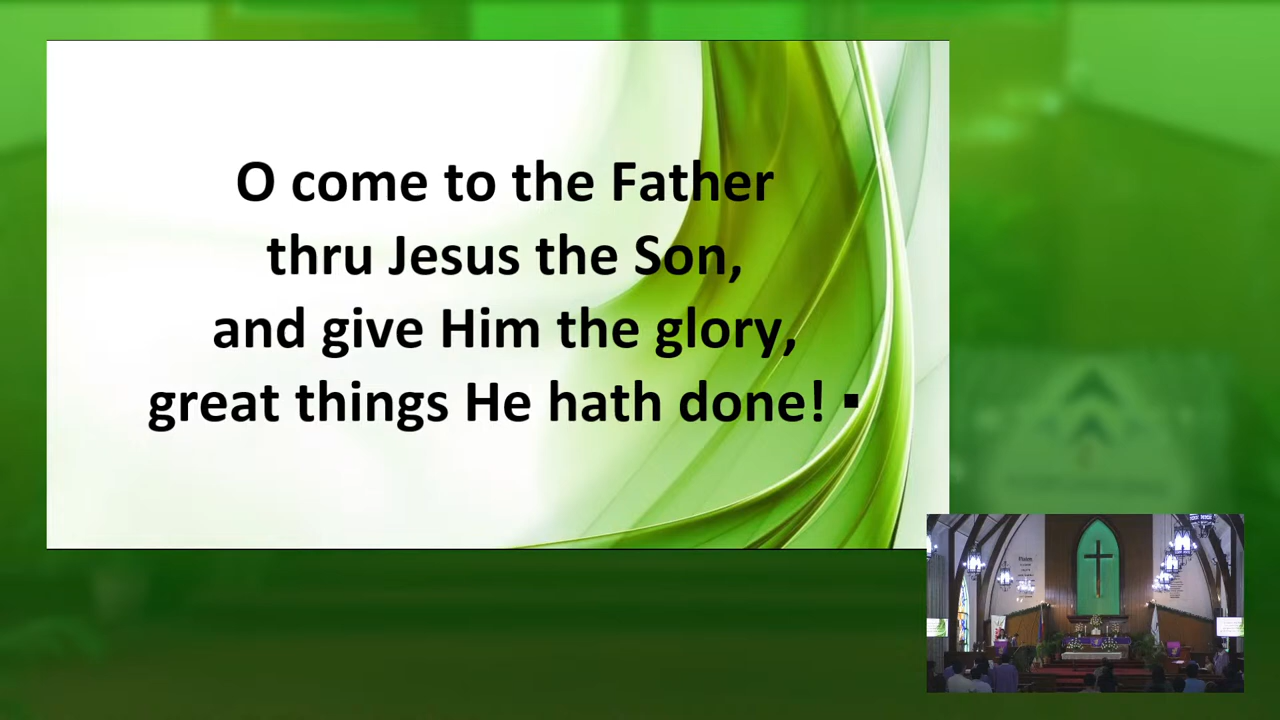 O come to the Father
thru Jesus the Son,
and give Him the glory,
great things He hath done! ▪